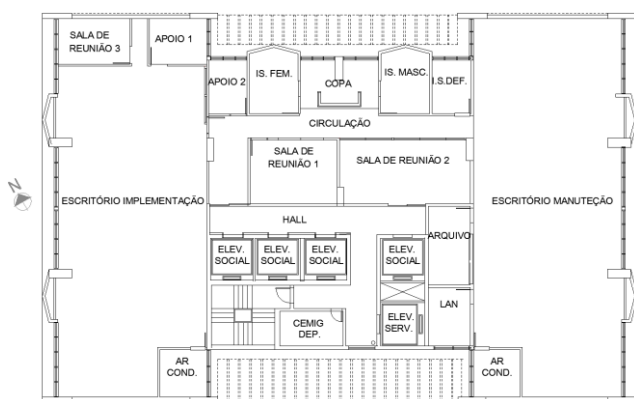 SALA DE
REUNIÃO 3
APOIO 1
APOIO 2
IS. FEM.
COPA
IS. MASC.
I.S.DEF.
CIRCULAÇÃO
SALA DE
REUNIÃO 1
SALA DE REUNIÃO 2
N
ESCRITÓRIO IMPLEMENTAÇÃO
ESCRITÓRIO MANUTEÇÃO
HALL
ARQUIVO
ELEV.
SOCIAL
ELEV.
SOCIAL
ELEV.
SOCIAL
ELEV.
SOCIAL
LAN
CEMIG
DEP.
ELEV.
SERV.
AR
COND.
AR
COND.